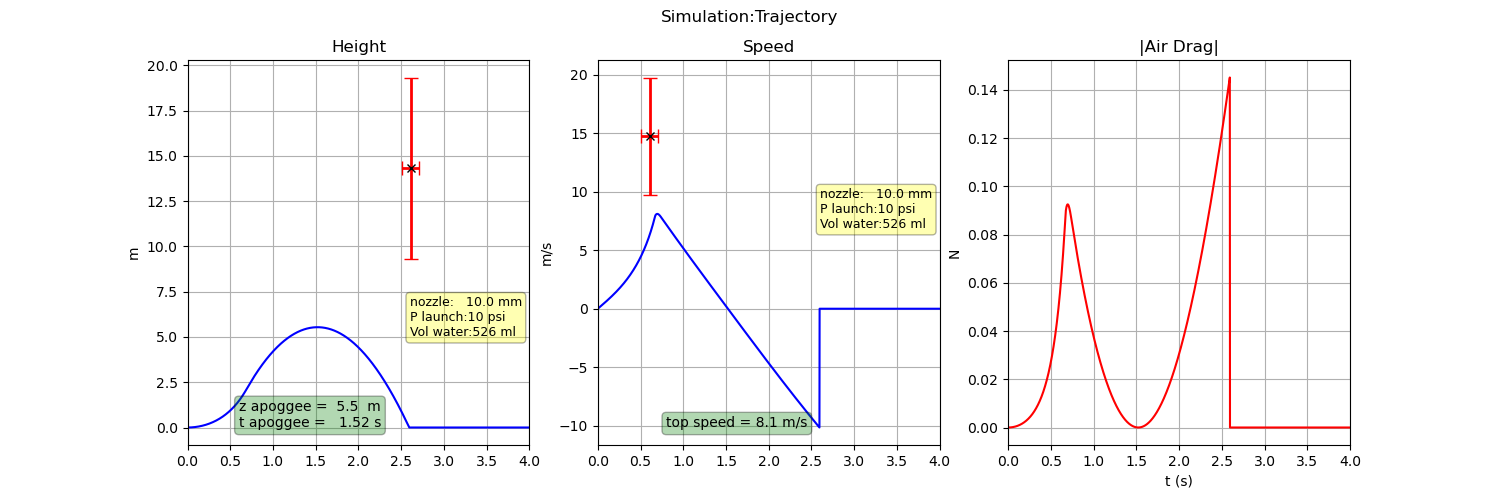 Simulation:Trajectory
Height
m
20.0
17.5
15.0
12.5
10.0
7.5
5.0
2.5
0.0
nozzle:   10.0 mm
P launch:10 psi
Vol water:526 ml
z apoggee =  5.5  m
t apoggee =   1.52 s
0.0 0.5 1.0 1.5 2.0 2.5 3.0 3.5 4.0
Speed
m/s
20
15
10
5
0
−5
−10
nozzle:   10.0 mm
P launch:10 psi
Vol water:526 ml
top speed = 8.1 m/s
0.0 0.5 1.0 1.5 2.0 2.5 3.0 3.5 4.0
|Air Drag|
N
0.14
0.12
0.10
0.08
0.06
0.04
0.02
0.00
0.0 0.5 1.0 1.5 2.0 2.5 3.0 3.5 4.0
t (s)